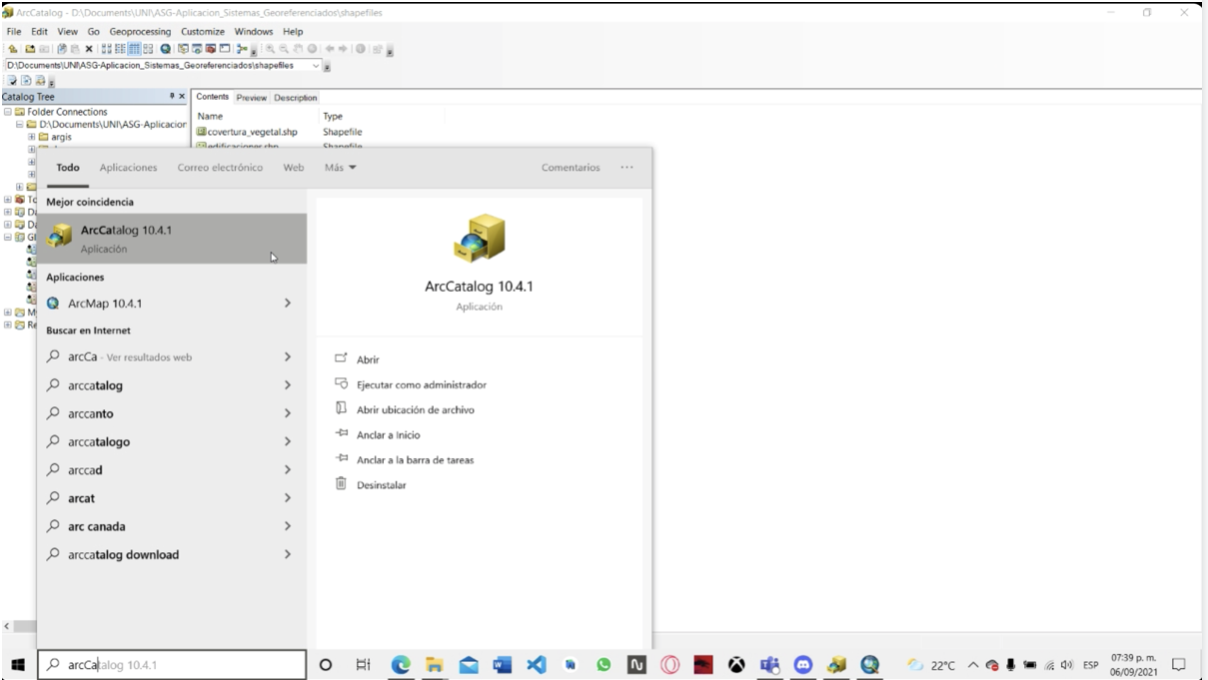 ArcCatalog - D:\Documents\UNI\ASG-Aplicacion_Sistemas_Georeferenciados\shapefiles
File Edit View Go Geoprocessing Customize Windows Help
D:\Documents\UNI\ASG-Aplicacion_Sistemas_Georeferenciados\shapefiles
Catalog Tree
Contents Preview Description
Folder Connections
D:\Documents\UNI\ASG-Aplicacior
argis
Name Type
covertura_vegetal.shp Shapefile
edificaciones.shp Shapefile
Todo Aplicaciones Correo electrónico Web Más Comentarios ...
Mejor coincidencia
ArcCatalog 10.4.1
Aplicación
Aplicaciones
ArcMap 10.4.1
Buscar en Internet
arcCa - Ver resultados web
arccatalog
arccanto
arccatalogo
arccad
arcat
arc canada
arccatalog download
ArcCatalog 10.4.1
Aplicación
Abrir
Ejecutar como administrador
Abrir ubicación de archivo
Anclar a Inicio
Anclar a la barra de tareas
Desinstalar
To
Da
Da
GI
M
Re
arcCatalog 10.4.1
22°C ESP 07:39 p. m.
06/09/2021